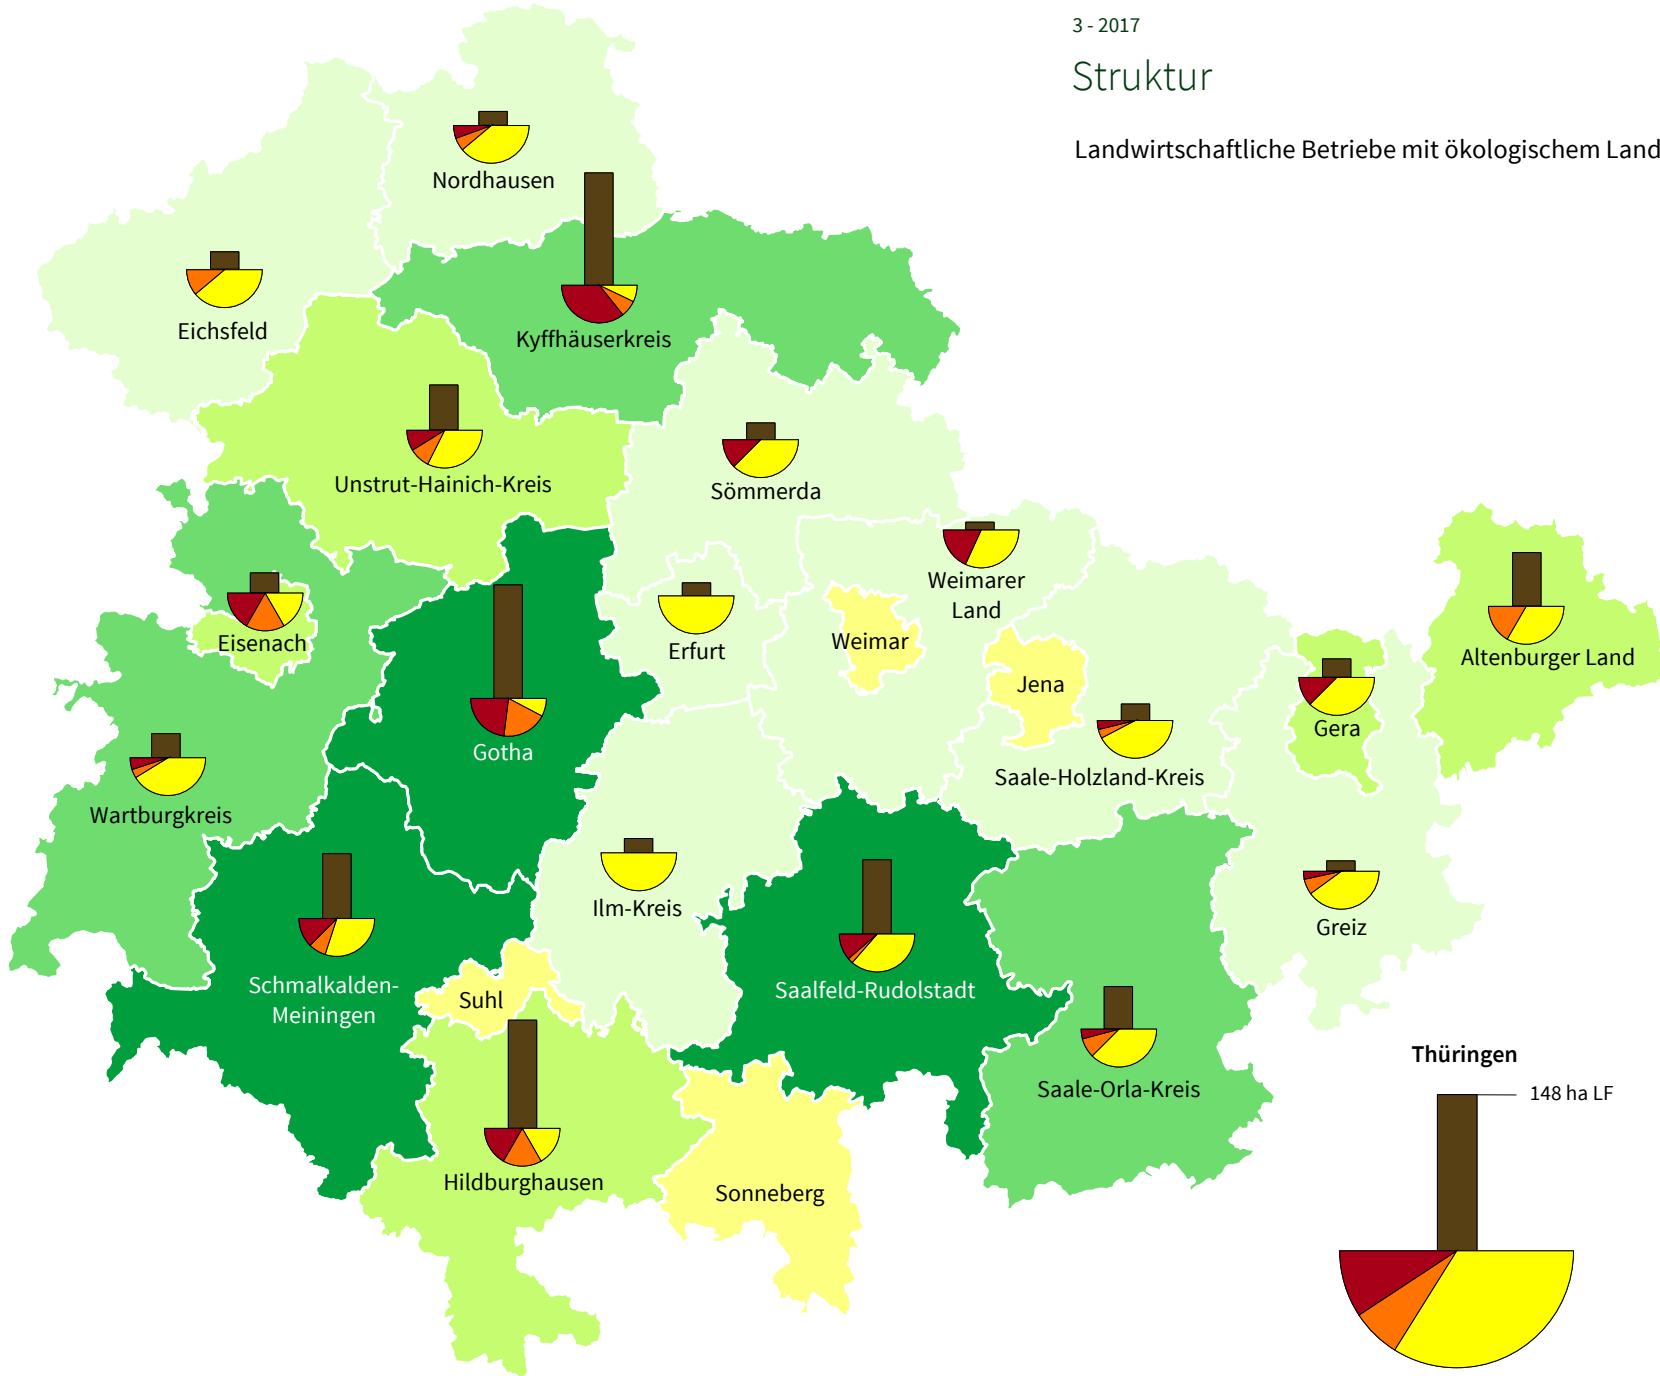 3 - 2017
Struktur
Landwirtschaftliche Betriebe mit ökologischem Land
Nordhausen
Eichsfeld
Kyffhäuserkreis
Unstrut-Hainich-Kreis
Sömmerda
Weimarer
Land
Eisenach
Erfurt
Weimar
Altenburger Land
Jena
Gera
Gotha
Saale-Holzland-Kreis
Wartburgkreis
Ilm-Kreis
Greiz
Schmalkalden-
Meiningen
Suhl
Saalfeld-Rudolstadt
Saale-Orla-Kreis
Thüringen
148 ha LF
Hildburghausen
Sonneberg